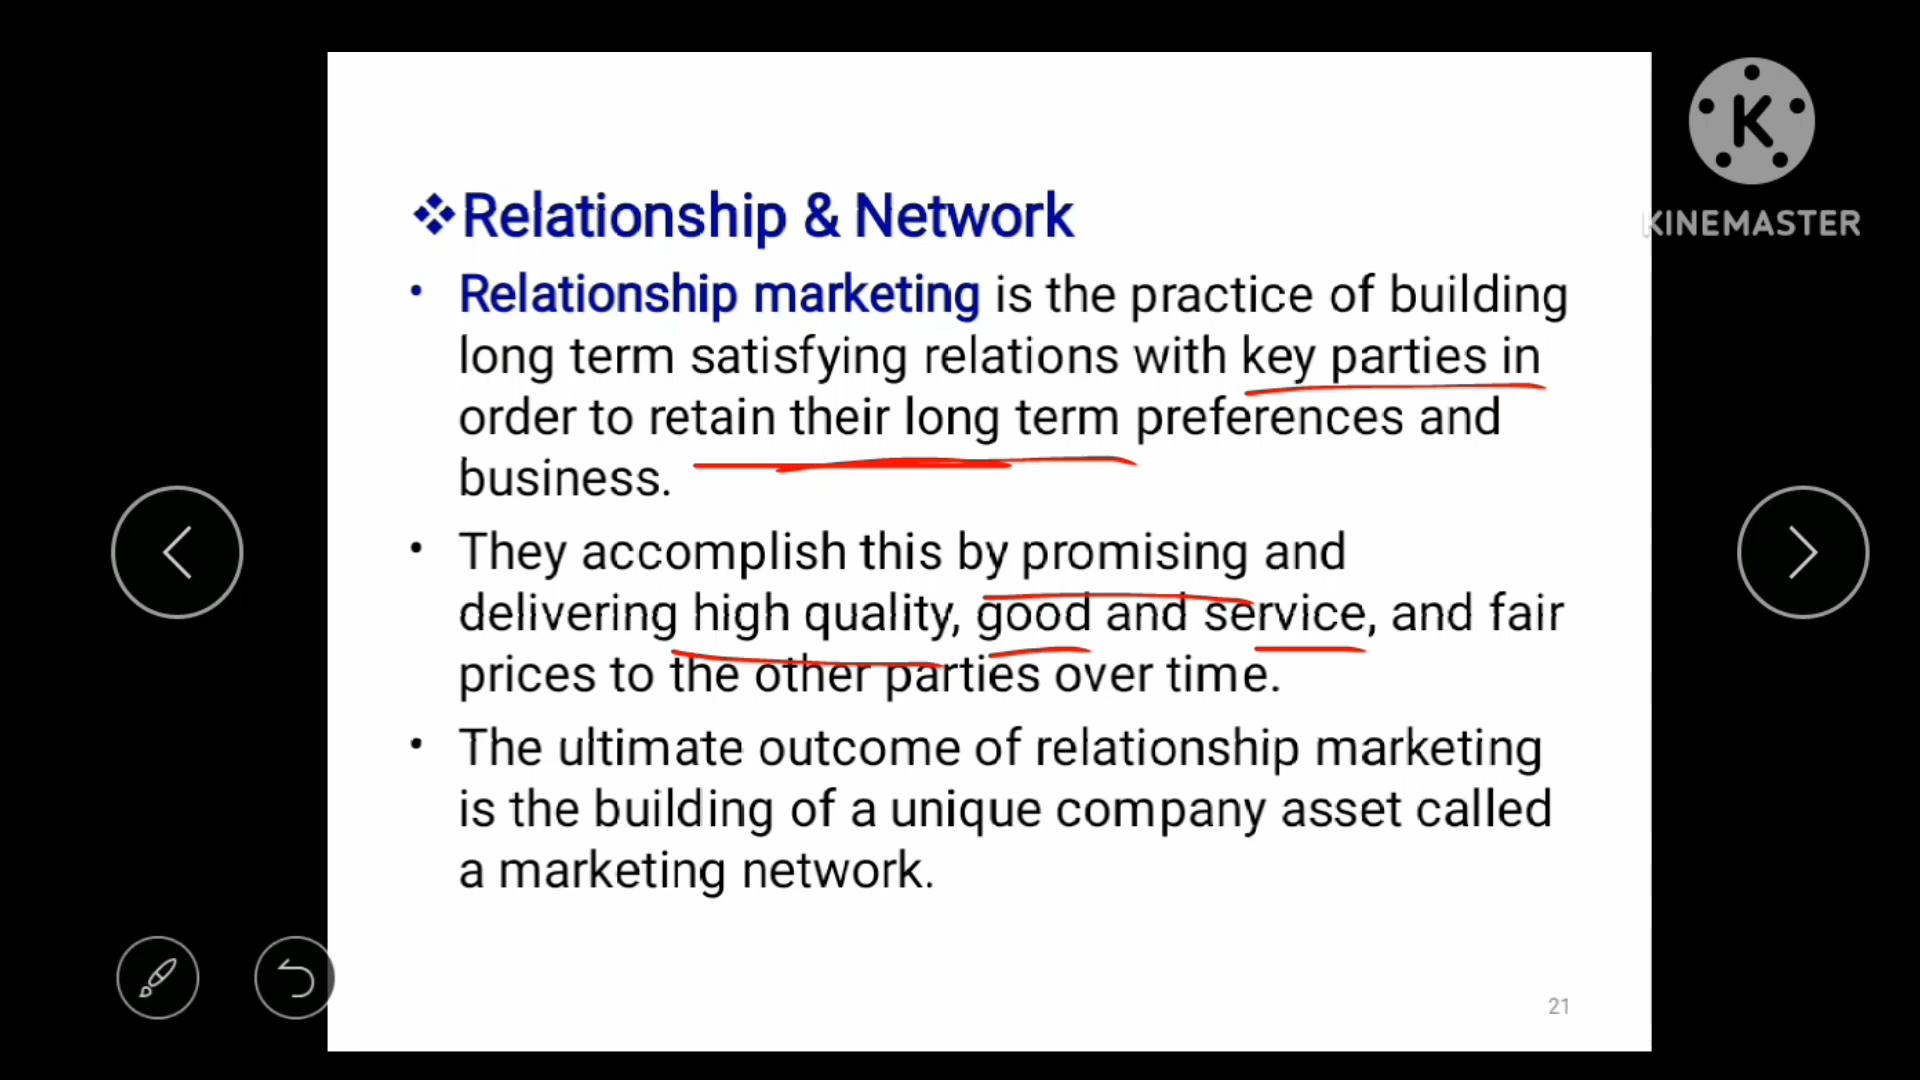 ❖Relationship & Network
• Relationship marketing is the practice of building
long term satisfying relations with key parties in
order to retain their long term preferences and
business.
• They accomplish this by promising and
delivering high quality, good and service, and fair
prices to the other parties over time.
• The ultimate outcome of relationship marketing
is the building of a unique company asset called
a marketing network.
21
K
KINEMASTER